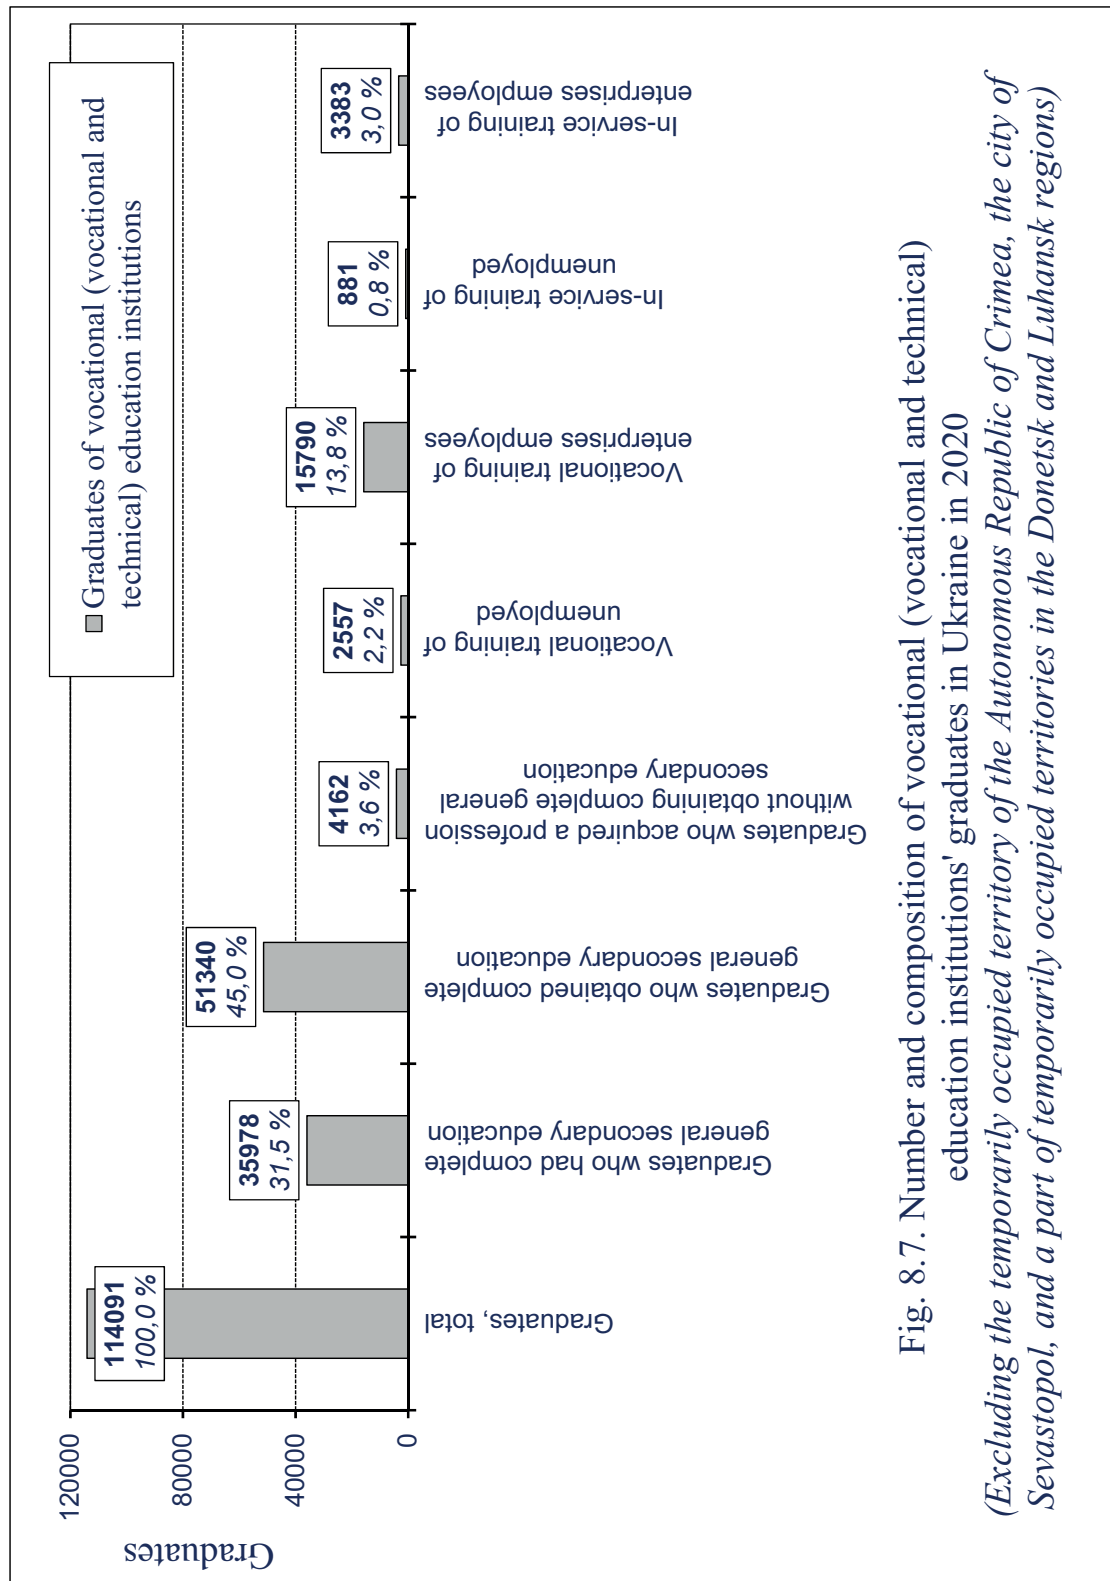 Graduates
120000
80000
40000
0
Graduates of vocational (vocational and
technical) education institutions
114091
100,0 %
35978
31,5 %
51340
45,0 %
4162
3,6 %
2557
2,2 %
15790
13,8 %
881
0,8 %
3383
3,0 %
Graduates, total
Graduates who had complete
general secondary education
Graduates who obtained complete
general secondary education
Graduates who acquired a profession
without obtaining complete general
secondary education
Vocational training of
unemployed
Vocational training of
enterprises employees
In-service training of
unemployed
In-service training of
enterprises employees
Fig. 8.7. Number and composition of vocational (vocational and technical)
education institutions' graduates in Ukraine in 2020
(Excluding the temporarily occupied territory of the Autonomous Republic of Crimea, the city of
Sevastopol, and a part of temporarily occupied territories in the Donetsk and Luhansk regions)